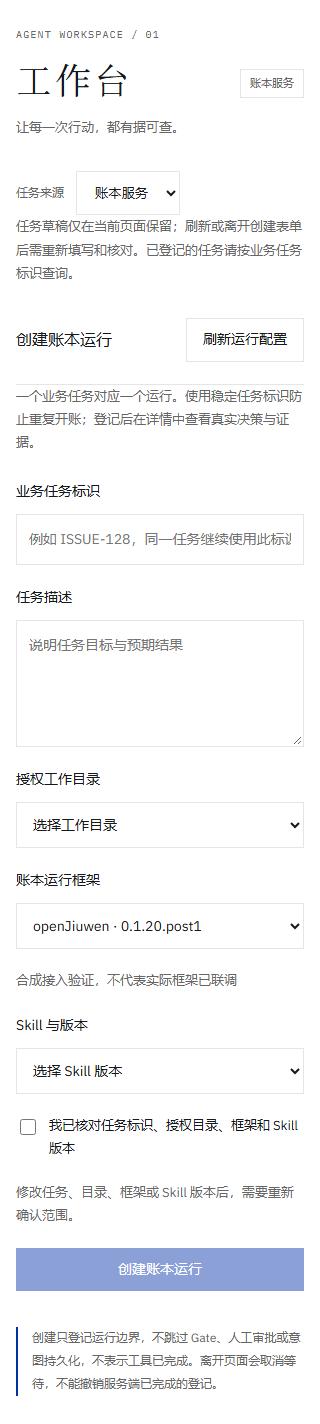 AGENT WORKSPACE / 01
工作台
账本服务
让每一次行动，都有据可查。
任务来源
账本服务
任务草稿仅在当前页面保留；刷新或离开创建表单
后需重新填写和核对。已登记的任务请按业务任务
标识查询。
创建账本运行
刷新运行配置
一个业务任务对应一个运行。使用稳定任务标识防
止重复开账；登记后在详情中查看真实决策与证
据。
业务任务标识
例如 ISSUE-128，同一任务继续使用此标识
任务描述
说明任务目标与预期结果
授权工作目录
选择工作目录
账本运行框架
openJiuwen · 0.1.20.post1
合成接入验证，不代表实际框架已联调
Skill 与版本
选择 Skill 版本
我已核对任务标识、授权目录、框架和 Skill
版本
修改任务、目录、框架或 Skill 版本后，需要重新
确认范围。
创建账本运行
创建只登记运行边界，不跳过 Gate、人工审批或意
图持久化，不表示工具已完成。离开页面会取消等
待，不能撤销服务端已完成的登记。